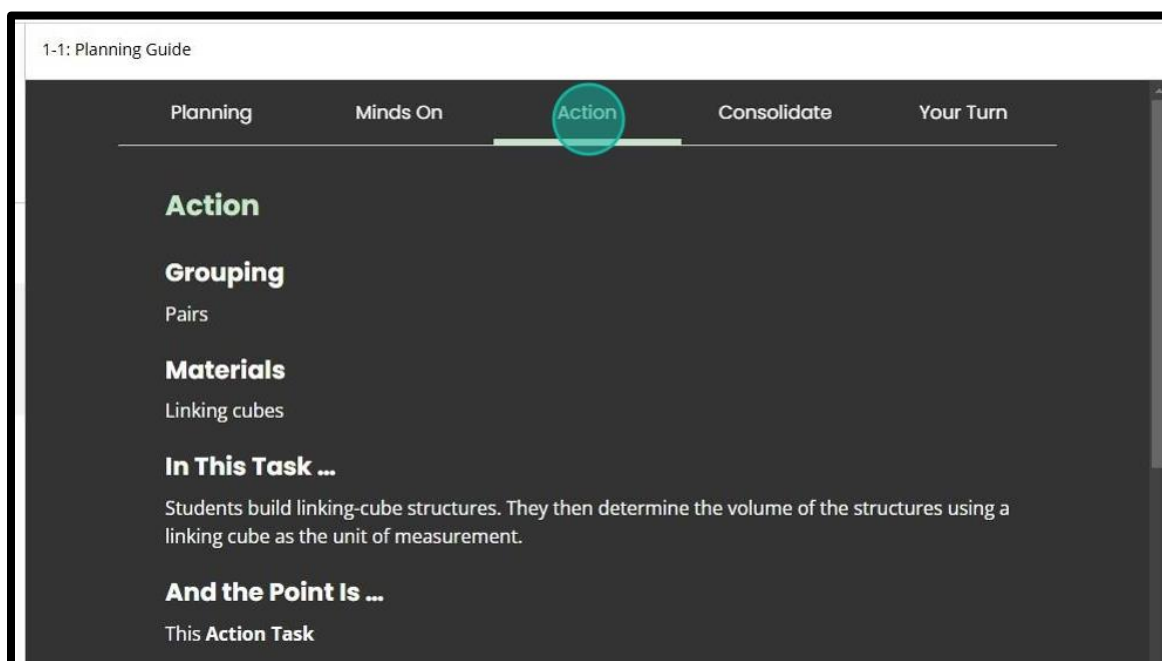 1-1: Planning Guide
Planning Minds On Action Consolidate Your Turn
Action
Grouping
Pairs
Materials
Linking cubes
In This Task ...
Students build linking-cube structures. They then determine the volume of the structures using a
linking cube as the unit of measurement.
And the Point Is ...
This Action Task